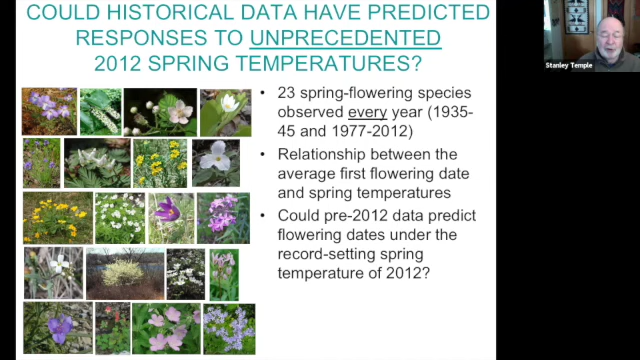 COULD HISTORICAL DATA HAVE PREDICTED
RESPONSES TO UNPRECEDENTED
2012 SPRING TEMPERATURES?
Stanley Temple
• 23 spring-flowering species
observed every year (1935-
45 and 1977-2012)
• Relationship between the
average first flowering date
and spring temperatures
• Could pre-2012 data predict
flowering dates under the
record-setting spring
temperature of 2012?